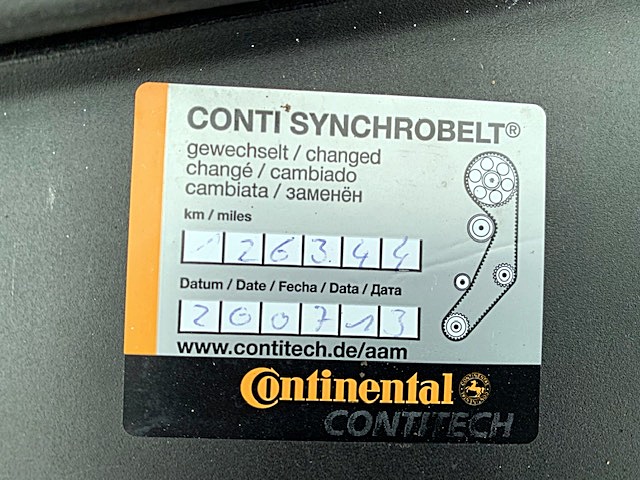 CONTI SYNCHROBELT®
gewechselt / changed
changé / cambiado
cambiata / заменён
km / miles
126344
Datum / Date / Fecha / Data / Дата
200713
www.contitech.de/aam
Continental
CONTITECH